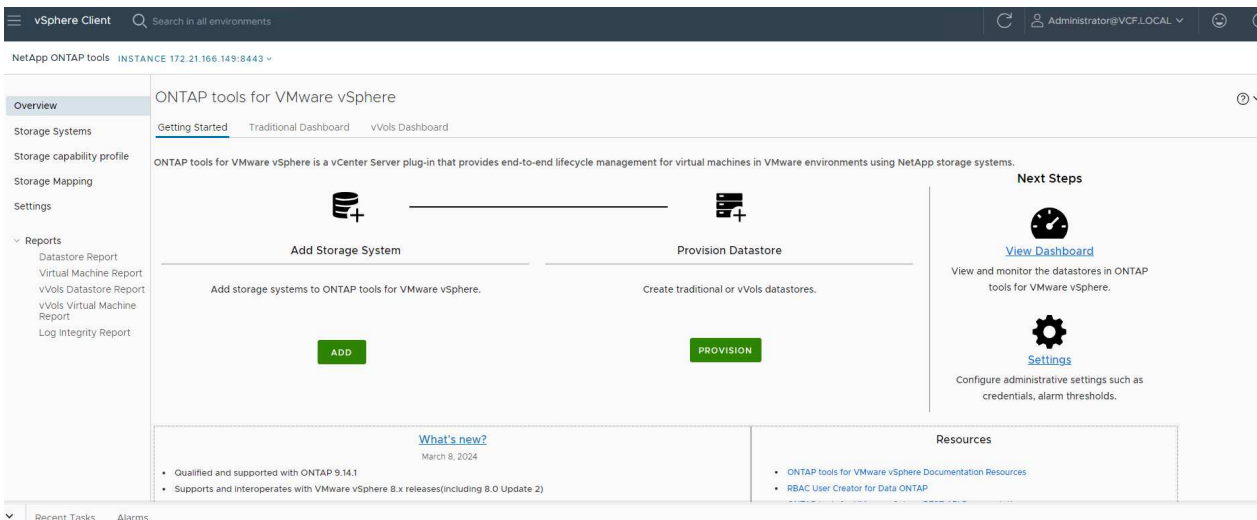 vSphere Client
Search in all environments
Administrator@VCF.LOCAL
NetApp ONTAP tools INSTANCE 172.21.166.149:8443
Overview
Storage Systems
Storage capability profile
Storage Mapping
Settings
Reports
Datastore Report
Virtual Machine Report
vVols Datastore Report
vVols Virtual Machine
Report
Log Integrity Report
ONTAP tools for VMware vSphere
Getting Started Traditional Dashboard vVols Dashboard
ONTAP tools for VMware vSphere is a vCenter Server plug-in that provides end-to-end lifecycle management for virtual machines in VMware environments using NetApp storage systems.
Add Storage System
Add storage systems to ONTAP tools for VMware vSphere.
ADD
Provision Datastore
Create traditional or vVols datastores.
PROVISION
Next Steps
View Dashboard
View and monitor the datastores in ONTAP
tools for VMware vSphere.
Settings
Configure administrative settings such as
credentials, alarm thresholds.
What's new?
March 8, 2024
• Qualified and supported with ONTAP 9.14.1
• Supports and interoperates with VMware vSphere 8.x releases(including 8.0 Update 2)
Resources
• ONTAP tools for VMware vSphere Documentation Resources
• RBAC User Creator for Data ONTAP
Recent Tasks Alarms